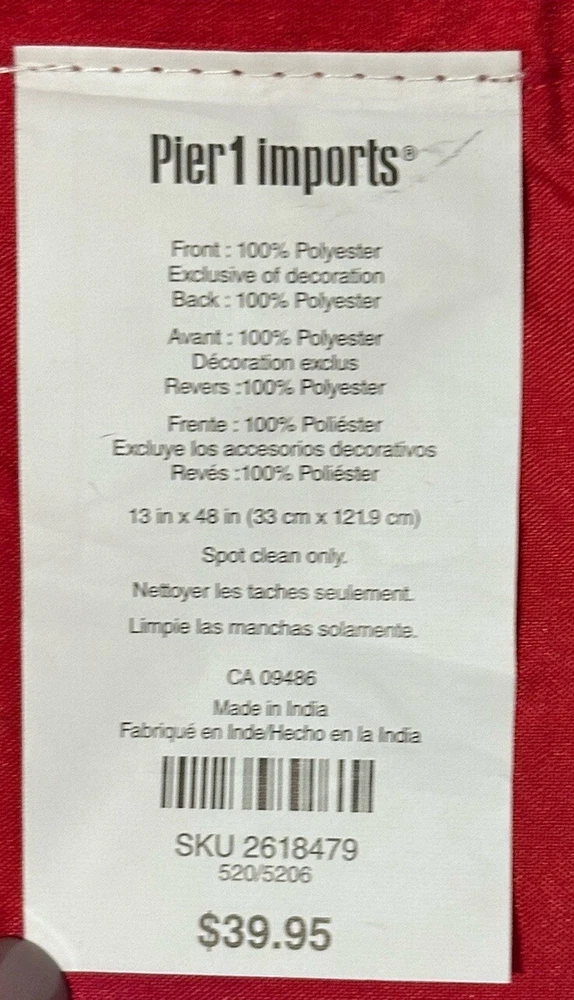 Pier1 imports®
Front : 100% Polyester
Exclusive of decoration
Back : 100% Polyester
Avant : 100% Polyester
Décoration exclus
Revers :100% Polyester
Frente : 100% Poliéster
Excluye los accesorios decorativos
Revés :100% Poliéster
13 in x 48 in (33 cm x 121.9 cm)
Spot clean only.
Nettoyer les taches seulement.
Limpie las manchas solamente.
CA 09486
Made in India
Fabriqué en Inde/Hecho en la India
SKU 2618479
520/5206
$39.95